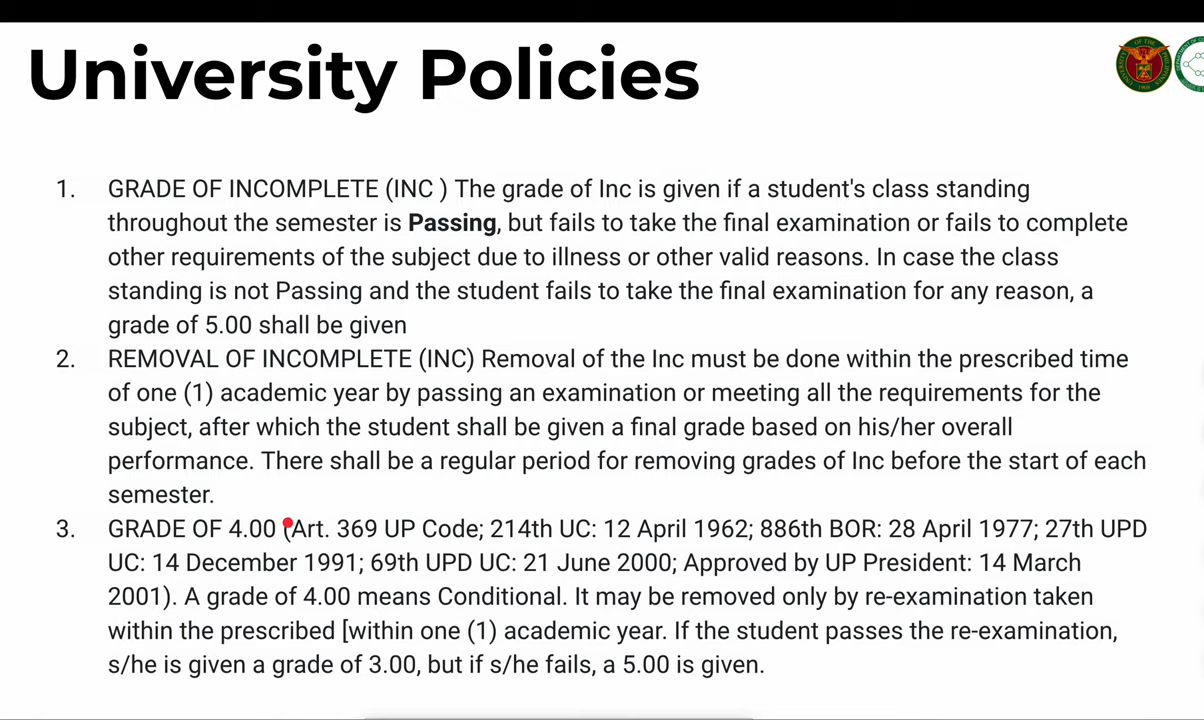 University Policies
1. GRADE OF INCOMPLETE (INC ) The grade of Inc is given if a student's class standing
throughout the semester is Passing, but fails to take the final examination or fails to complete
other requirements of the subject due to illness or other valid reasons. In case the class
standing is not Passing and the student fails to take the final examination for any reason, a
grade of 5.00 shall be given
2. REMOVAL OF INCOMPLETE (INC) Removal of the Inc must be done within the prescribed time
of one (1) academic year by passing an examination or meeting all the requirements for the
subject, after which the student shall be given a final grade based on his/her overall
performance. There shall be a regular period for removing grades of Inc before the start of each
semester.
3. GRADE OF 4.00 (Art. 369 UP Code; 214th UC: 12 April 1962; 886th BOR: 28 April 1977; 27th UPD
UC: 14 December 1991; 69th UPD UC: 21 June 2000; Approved by UP President: 14 March
2001). A grade of 4.00 means Conditional. It may be removed only by re-examination taken
within the prescribed [within one (1) academic year. If the student passes the re-examination,
s/he is given a grade of 3.00, but if s/he fails, a 5.00 is given.